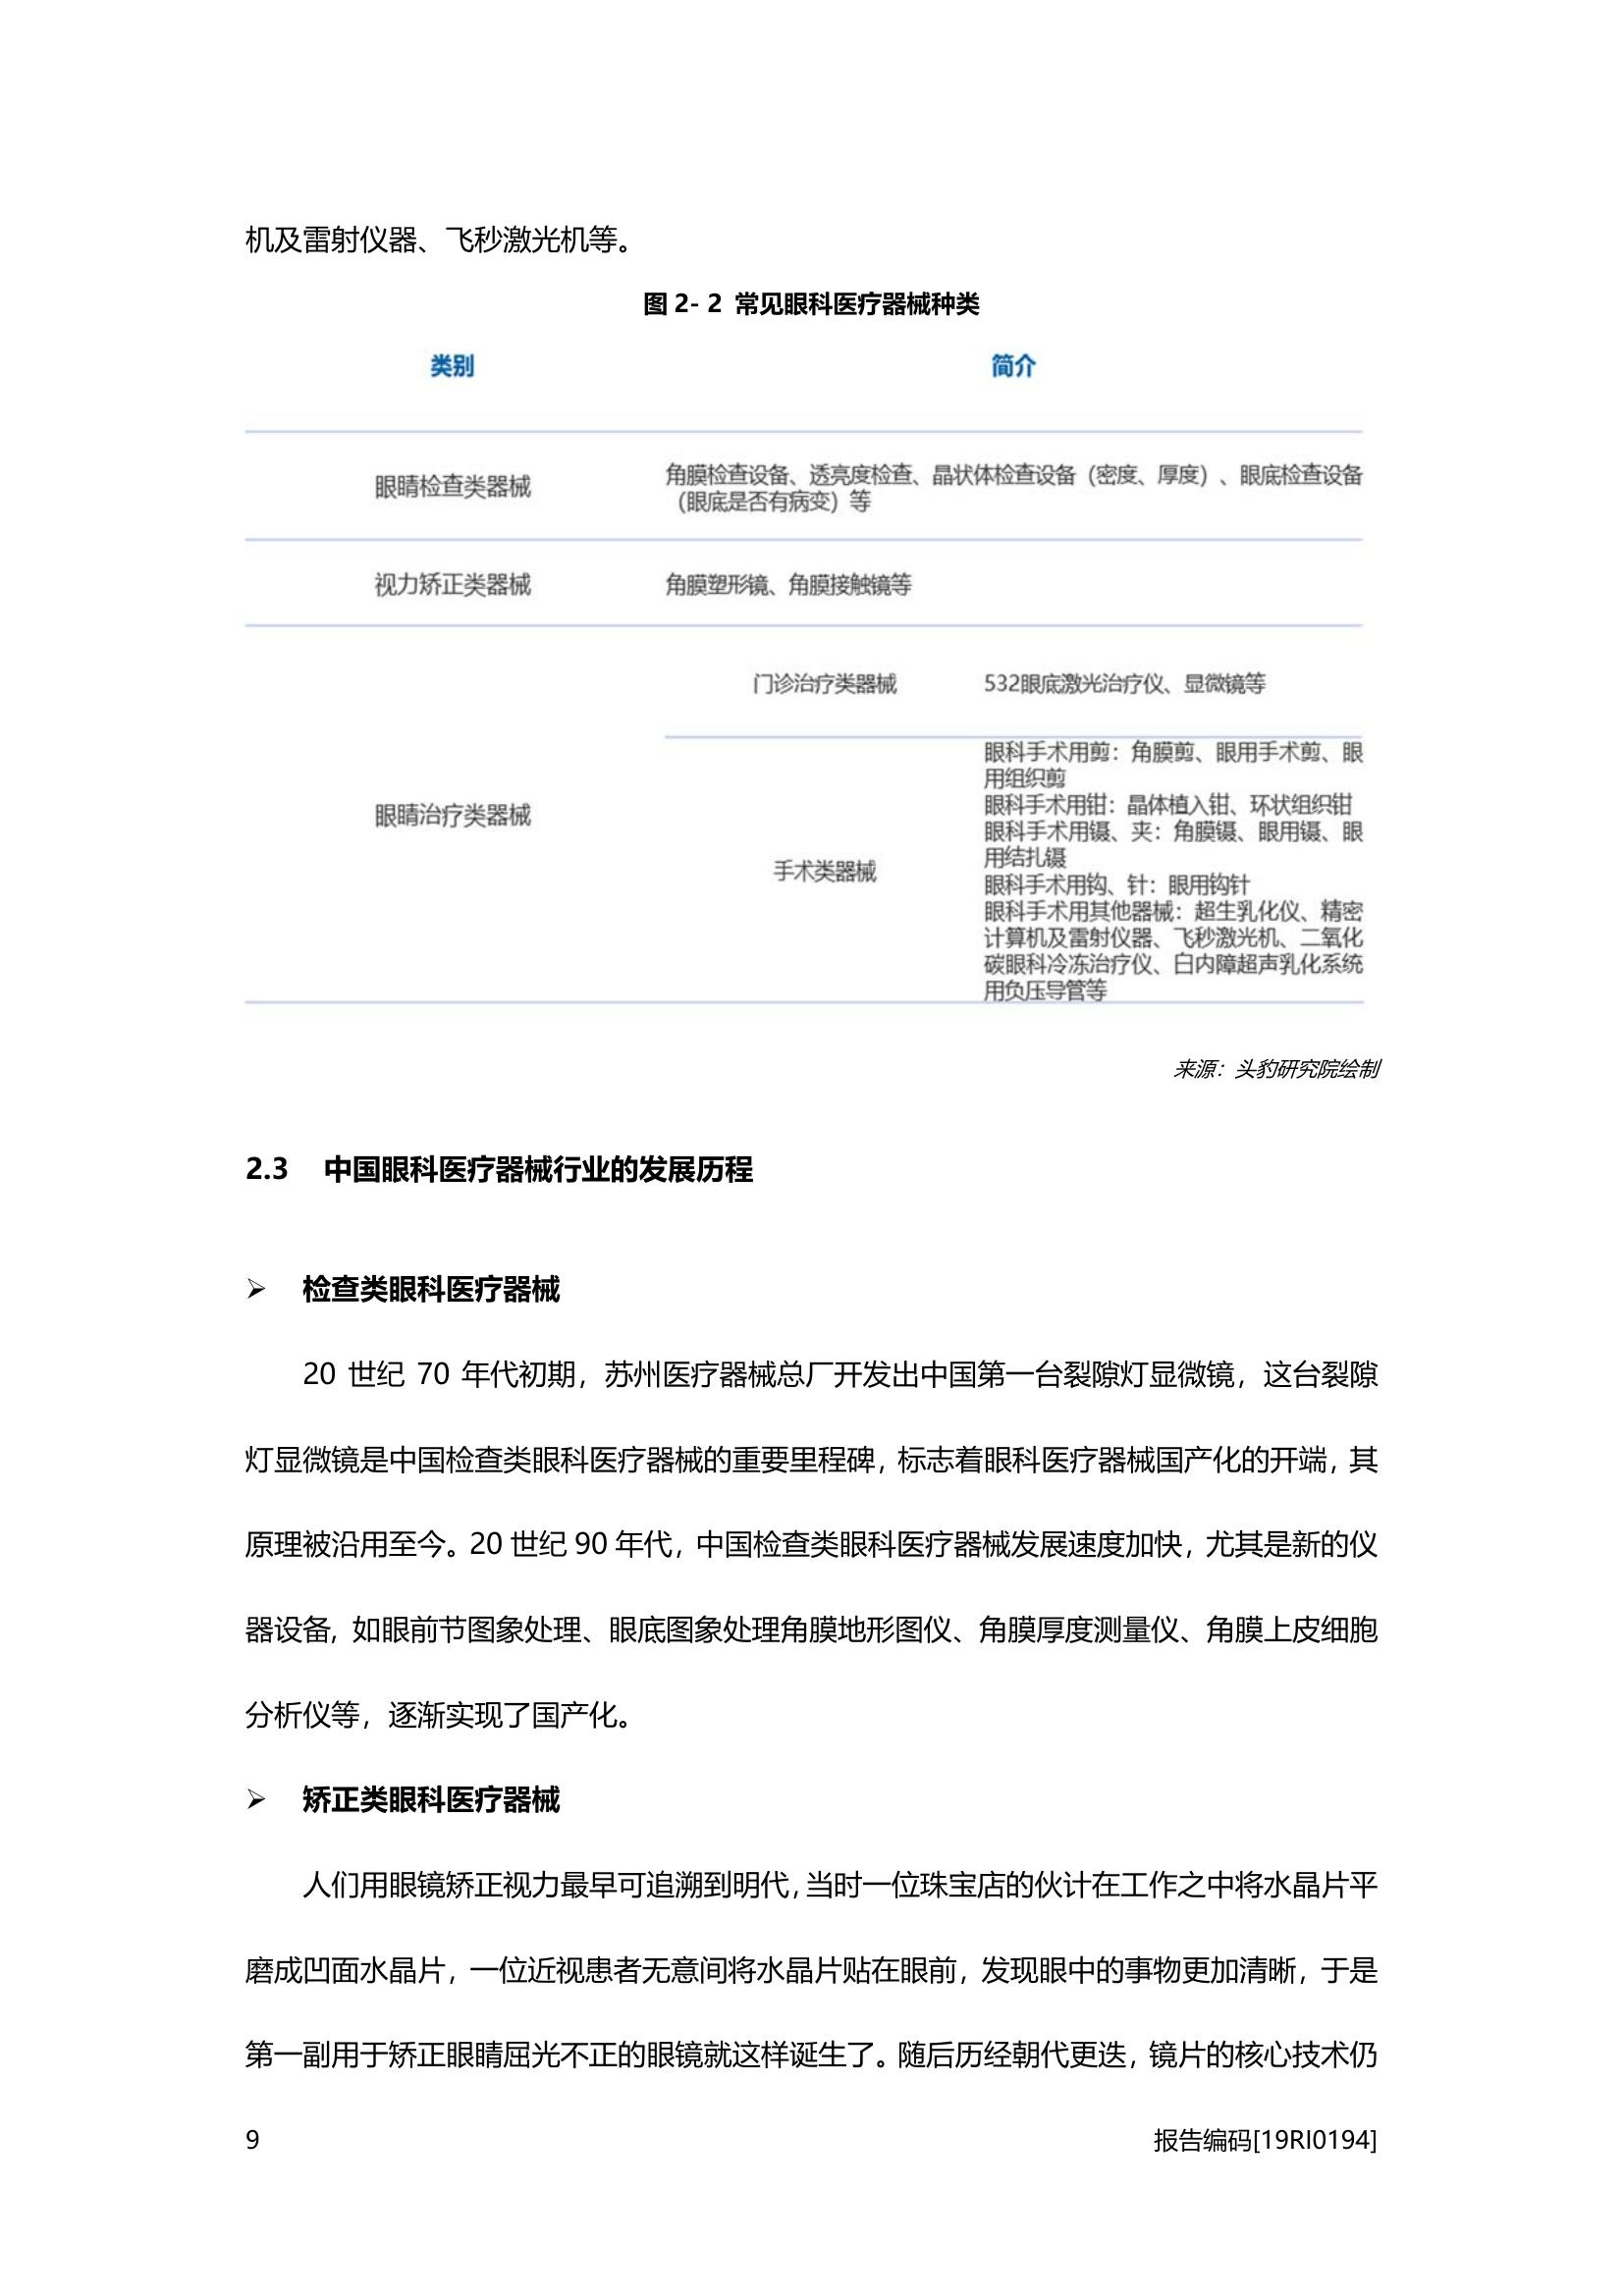 机及雷射仪器、飞秒激光机等。
图 2- 2 常见眼科医疗器械种类
类别 简介
眼睛检查类器械
角膜检查设备、透亮度检查、晶状体检查设备（密度、厚度）、眼底检查设备
（眼底是否有病变）等
视力矫正类器械 角膜塑形镜、角膜接触镜等
眼睛治疗类器械
门诊治疗类器械 532眼底激光治疗仪、显微镜等
手术类器械
眼科手术用剪：角膜剪、眼用手术剪、眼
用组织剪
眼科手术用钳：晶体植入钳、环状组织钳
眼科手术用镊、夹：角膜镊、眼用镊、眼
用结扎镊
眼科手术用钩、针：眼用钩针
眼科手术用其他器械：超生乳化仪、精密
计算机及雷射仪器、飞秒激光机、二氧化
碳眼科冷冻治疗仪、白内障超声乳化系统
用负压导管等
来源：头豹研究院绘制
2.3 中国眼科医疗器械行业的发展历程
➢ 检查类眼科医疗器械
20 世纪 70 年代初期，苏州医疗器械总厂开发出中国第一台裂隙灯显微镜，这台裂隙
灯显微镜是中国检查类眼科医疗器械的重要里程碑，标志着眼科医疗器械国产化的开端，其
原理被沿用至今。20 世纪 90 年代，中国检查类眼科医疗器械发展速度加快，尤其是新的仪
器设备，如眼前节图象处理、眼底图象处理角膜地形图仪、角膜厚度测量仪、角膜上皮细胞
分析仪等，逐渐实现了国产化。
➢ 矫正类眼科医疗器械
人们用眼镜矫正视力最早可追溯到明代，当时一位珠宝店的伙计在工作之中将水晶片平
磨成凹面水晶片，一位近视患者无意间将水晶片贴在眼前，发现眼中的事物更加清晰，于是
第一副用于矫正眼睛屈光不正的眼镜就这样诞生了。随后历经朝代更迭，镜片的核心技术仍
9 报告编码[19RI0194]